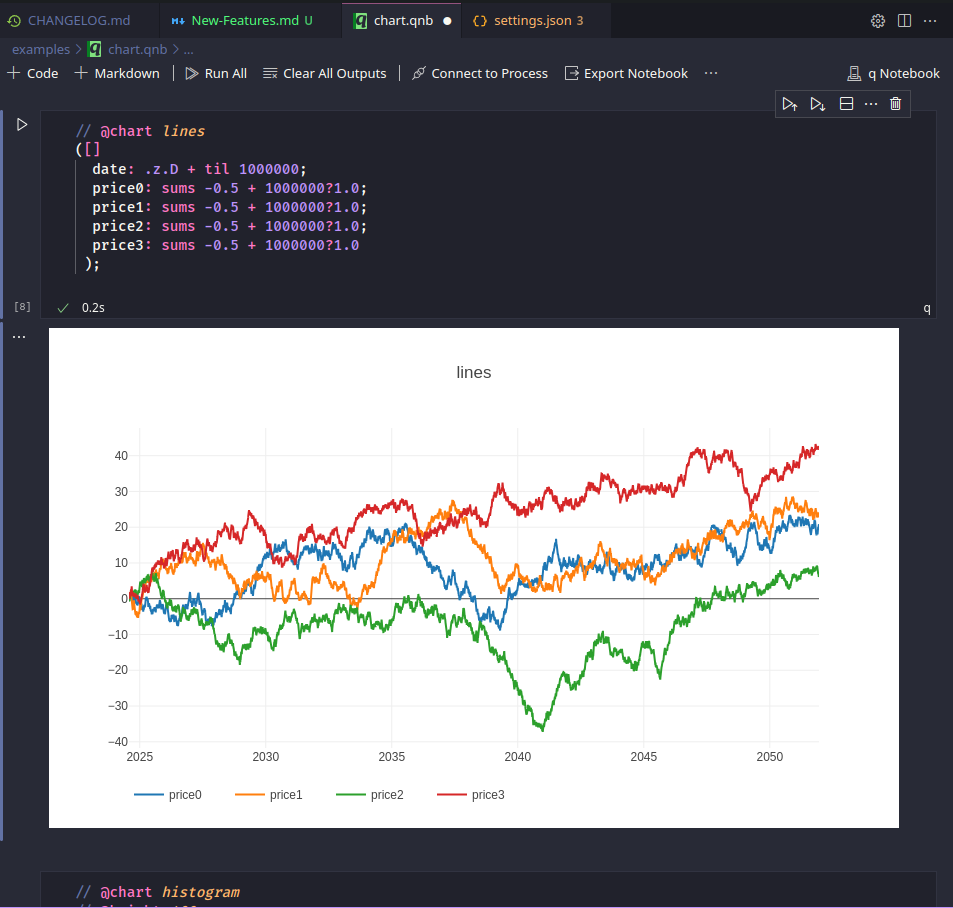 CHANGELOG.md New-Features.md U chart.qnb settings.json 3
examples > chart.qnb > ...
Code Markdown Run All Clear All Outputs Connect to Process Export Notebook ... q Notebook
// @chart lines
([]
date: .z.D + til 1000000;
price0: sums -0.5 + 1000000?1.0;
price1: sums -0.5 + 1000000?1.0;
price2: sums -0.5 + 1000000?1.0;
price3: sums -0.5 + 1000000?1.0
);
[8] 0.2s q
lines
40
30
20
10
0
−10
−20
−30
−40
2025 2030 2035 2040 2045 2050
price0 price1 price2 price3
// @chart histogram